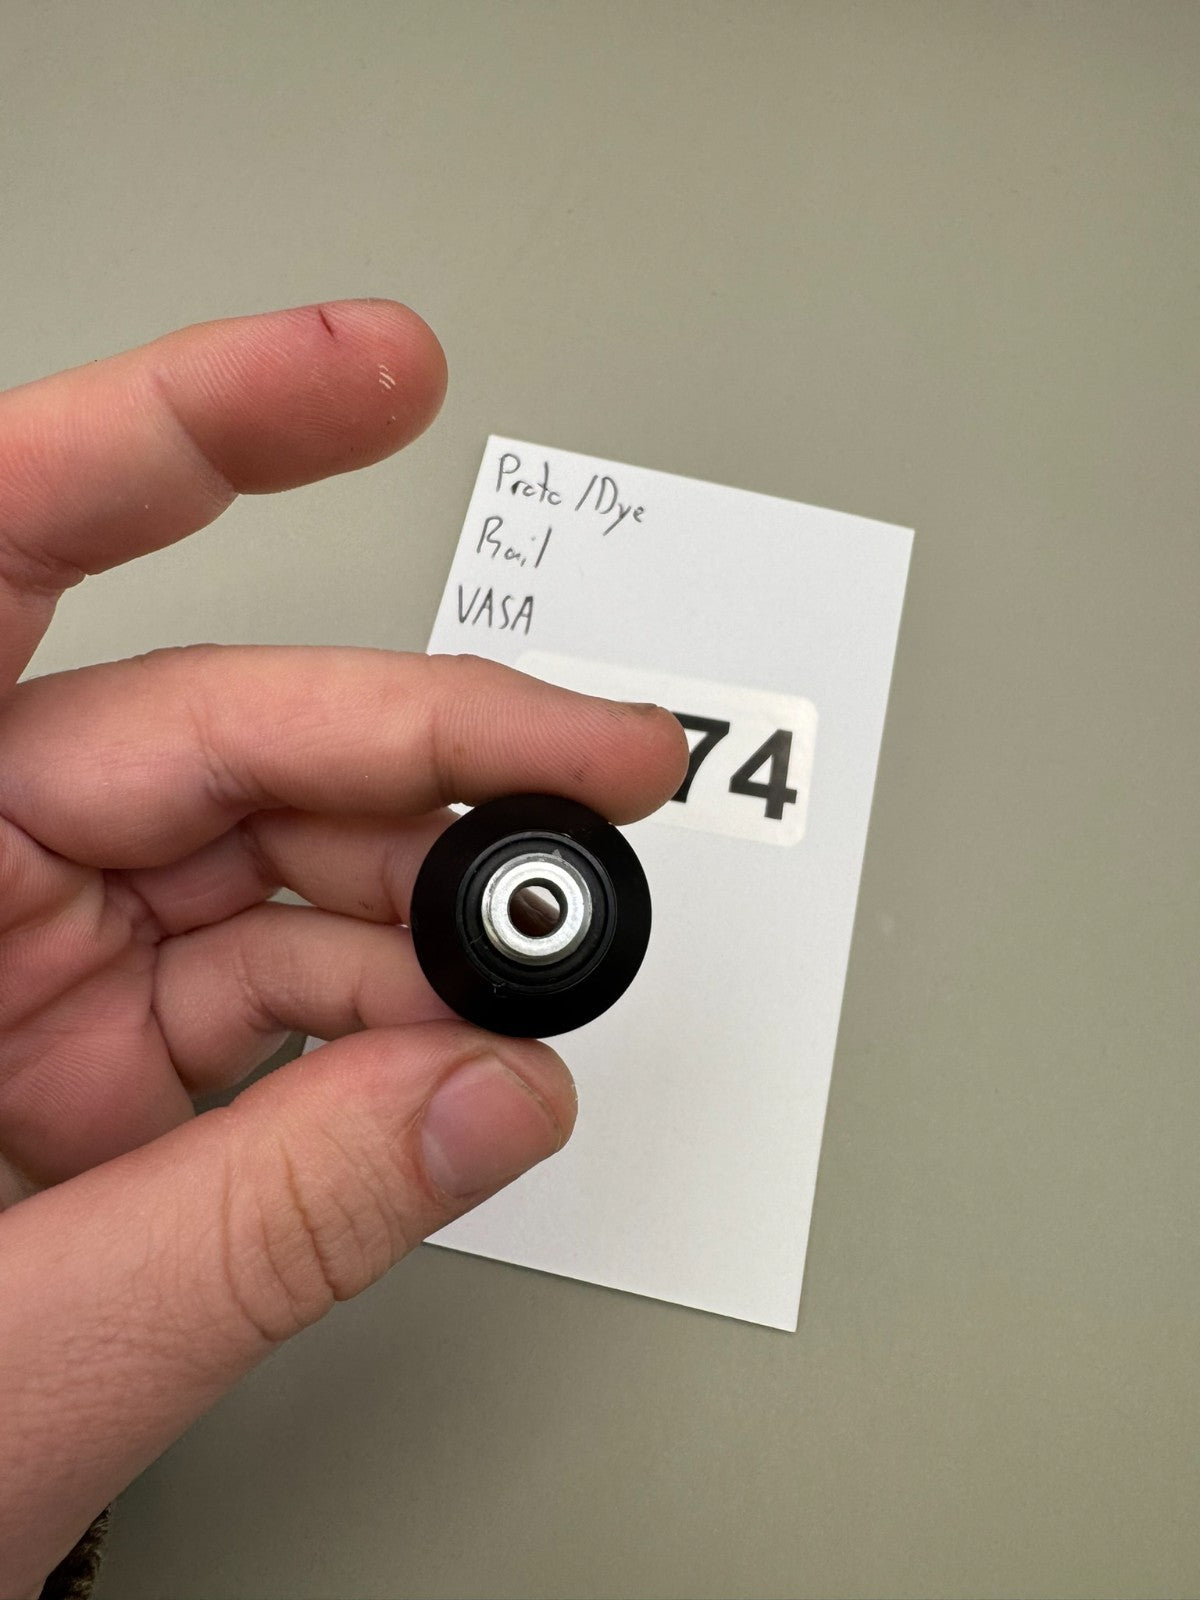 Proto/Dye
Rail
VASA
74